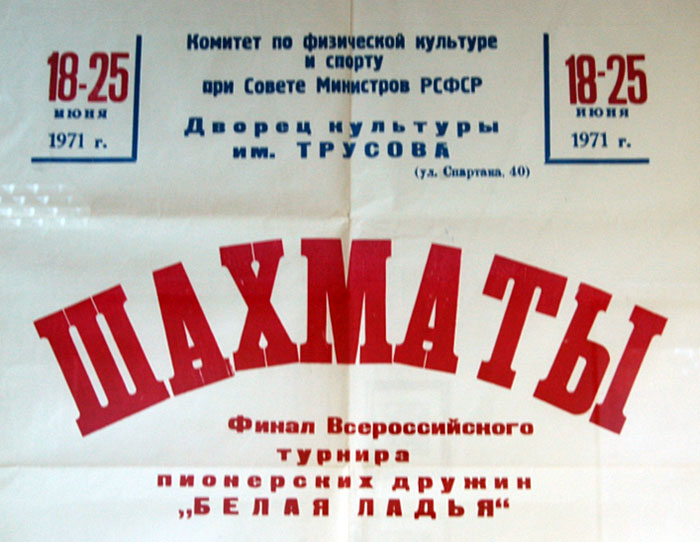 18-25
июня
1971 г.
Комитет по физической культуре
и спорту
при Совете Министров РСФСР
Дворец культуры
им. ТРУСОВА
(ул. Спартака, 40)
18-25
июня
1971 г.
ШАХМАТЫ
Финал Всероссийского
турнира
пионерских дружин
„БЕЛАЯ ЛАДЬЯ“